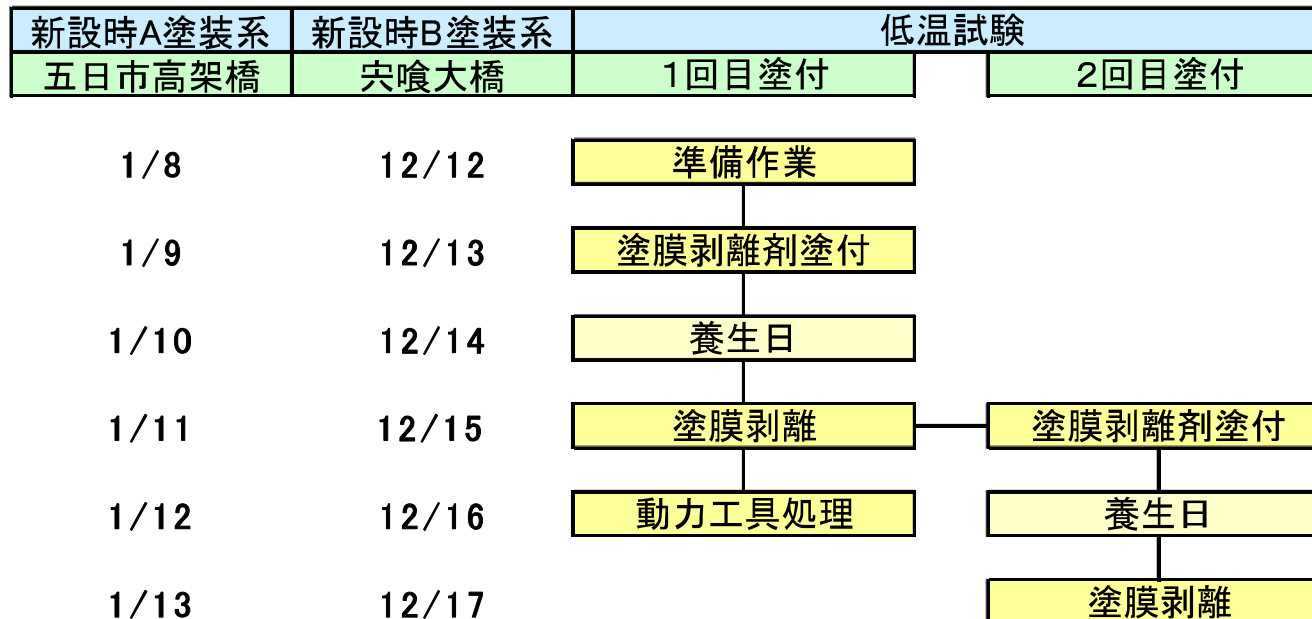 新設時A塗装系 新設時B塗装系 低温試験
五日市高架橋 宍喰大橋 1回目塗付 2回目塗付
1/8 12/12 準備作業
1/9 12/13 塗膜剥離剤塗付
1/10 12/14 養生日
1/11 12/15 塗膜剥離 塗膜剥離剤塗付
1/12 12/16 動力工具処理 養生日
1/13 12/17 塗膜剥離